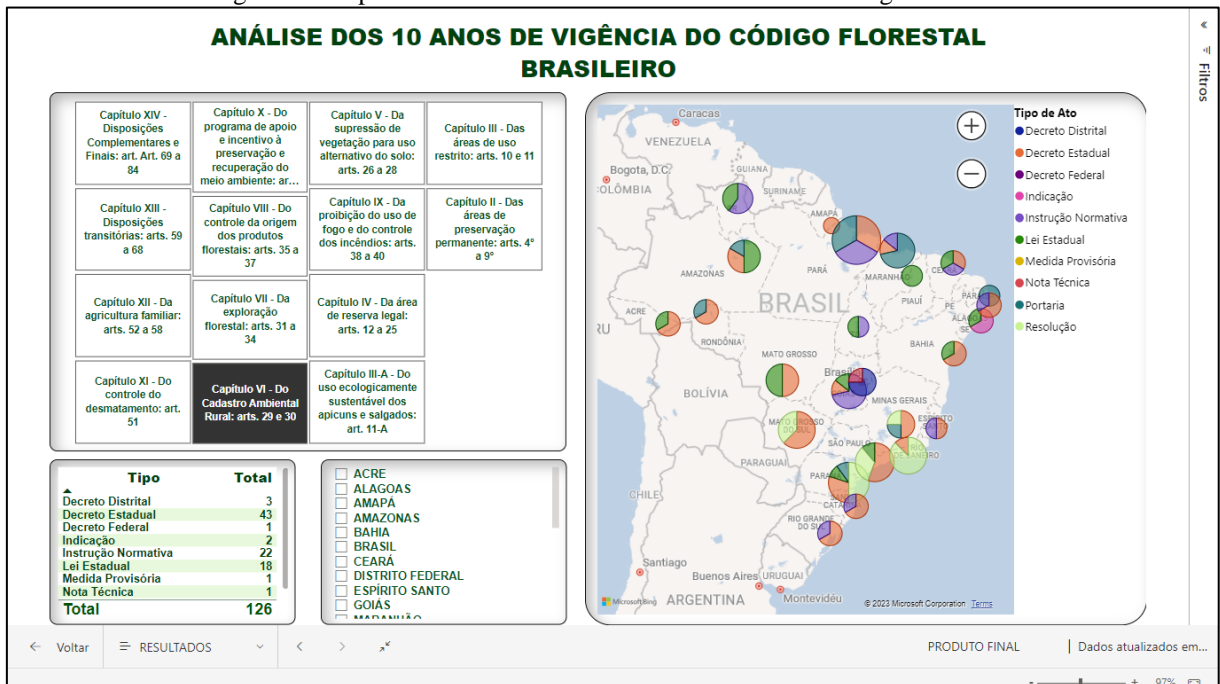 ANÁLISE DOS 10 ANOS DE VIGÊNCIA DO CÓDIGO FLORESTAL
BRASILEIRO
Capítulo XIV -
Disposições
Complementares e
Finais: art. Art. 69 a
84
Capítulo X - Do
programa de apoio
e incentivo à
preservação e
recuperação do
meio ambiente: ar...
Capítulo V - Da
supressão de
vegetação para uso
alternativo do solo:
arts. 26 a 28
Capítulo III - Das
áreas de uso
restrito: arts. 10 e 11
Capítulo XIII -
Disposições
transitórias: arts. 59
a 68
Capítulo VIII - Do
controle da origem
dos produtos
florestais: arts. 35 a
37
Capítulo IX - Da
proibição do uso de
fogo e do controle
dos incêndios: arts.
38 a 40
Capítulo II - Das
áreas de
preservação
permanente: arts. 4º
a 9º
Capítulo XII - Da
agricultura familiar:
arts. 52 a 58
Capítulo VII - Da
exploração
florestal: arts. 31 a
34
Capítulo IV - Da área
de reserva legal:
arts. 12 a 25
Capítulo XI - Do
controle do
desmatamento: art.
51
Capítulo VI - Do
Cadastro Ambiental
Rural: arts. 29 e 30
Capítulo III-A - Do
uso ecologicamente
sustentável dos
apicuns e salgados:
art. 11-A
Tipo Total
Decreto Distrital 3
Decreto Estadual 43
Decreto Federal 1
Indicação 2
Instrução Normativa 22
Lei Estadual 18
Medida Provisória 1
Nota Técnica 1
Total 126
ACRE
ALAGOAS
AMAPÁ
AMAZONAS
BAHIA
BRASIL
CEARÁ
DISTRITO FEDERAL
ESPÍRITO SANTO
GOIÁS
MARANHÃO
Caracas
VENEZUELA
Bogota, D.C.
GUIANA
SURINAME
AMAPÁ
AMAZONAS
PARÁ
MARANHÃO
PIAUÍ
ACRE
BRASIL
RONDÔNIA
BAHIA
MATO GROSSO
BOLÍVIA
MINAS GERAIS
MATO GROSSO
DO SUL
SÃO PAULO
PARAGUAI
CHILE
RIO GRANDE
DO SUL
Santiago
Buenos Aires
URUGUAI
Montevidéu
ARGENTINA
Microsoft Bing
© 2023 Microsoft Corporation Terms
Tipo de Ato
Decreto Distrital
Decreto Estadual
Decreto Federal
Indicação
Instrução Normativa
Lei Estadual
Medida Provisória
Nota Técnica
Portaria
Resolução
Filtros
Voltar
RESULTADOS
PRODUTO FINAL
Dados atualizados em...
97%